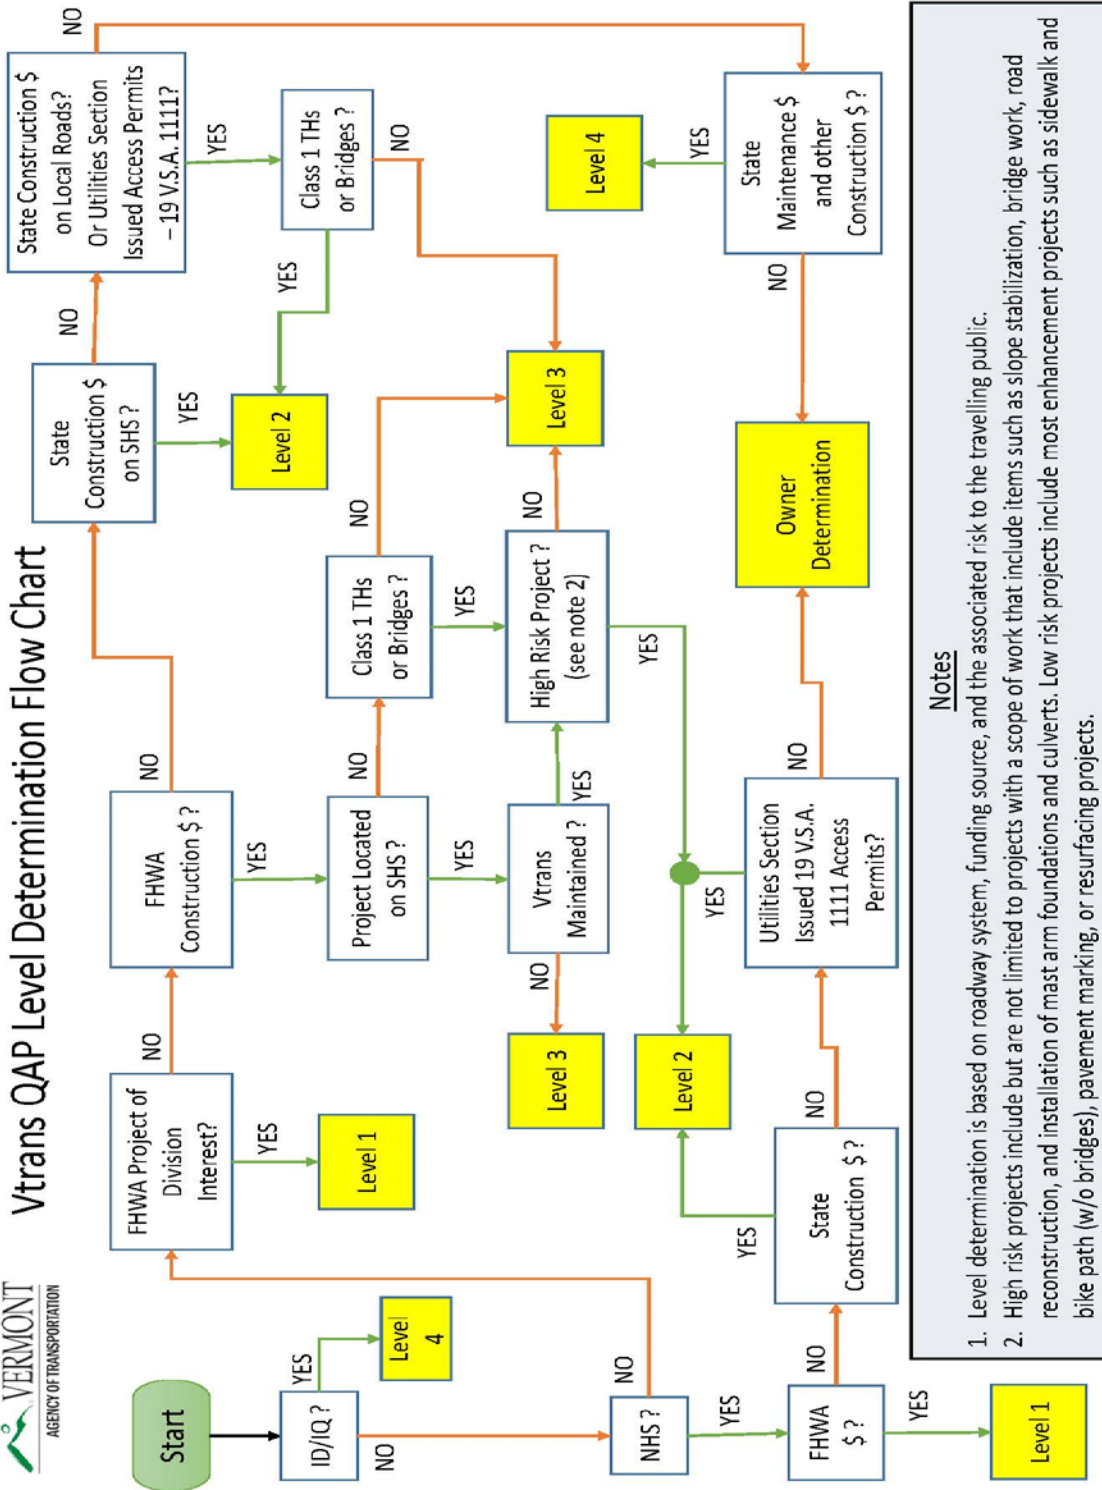 VERMONT
AGENCY OF TRANSPORTATION
Vtrans QAP Level Determination Flow Chart
Start
ID/IQ ?
YES
Level
4
NO
NHS ?
NO
YES
FHWA
$ ?
YES
Level 1
NO
FHWA Project of
Division
Interest?
YES
Level 1
NO
FHWA
Construction $ ?
NO
YES
State
Construction $
on SHS ?
YES
Level 2
NO
State Construction $
on Local Roads?
Or Utilities Section
Issued Access Permits
– 19 V.S.A. 1111?
NO
YES
Class 1 THs
or Bridges ?
YES
NO
Project Located
on SHS ?
NO
YES
Class 1 THs
or Bridges ?
NO
YES
Level 3
Vtrans
Maintained ?
YES
NO
Level 3
High Risk Project ?
(see note 2)
NO
YES
Level 2
State
Construction $ ?
YES
NO
Utilities Section
Issued 19 V.S.A.
1111 Access
Permits?
YES
NO
Owner
Determination
State
Maintenance $
and other
Construction $ ?
YES
NO
Level 4
Notes
1. Level determination is based on roadway system, funding source, and the associated risk to the travelling public.
2. High risk projects include but are not limited to projects with a scope of work that include items such as slope stabilization, bridge work, road
reconstruction, and installation of mast arm foundations and culverts. Low risk projects include most enhancement projects such as sidewalk and
bike path (w/o bridges), pavement marking, or resurfacing projects.